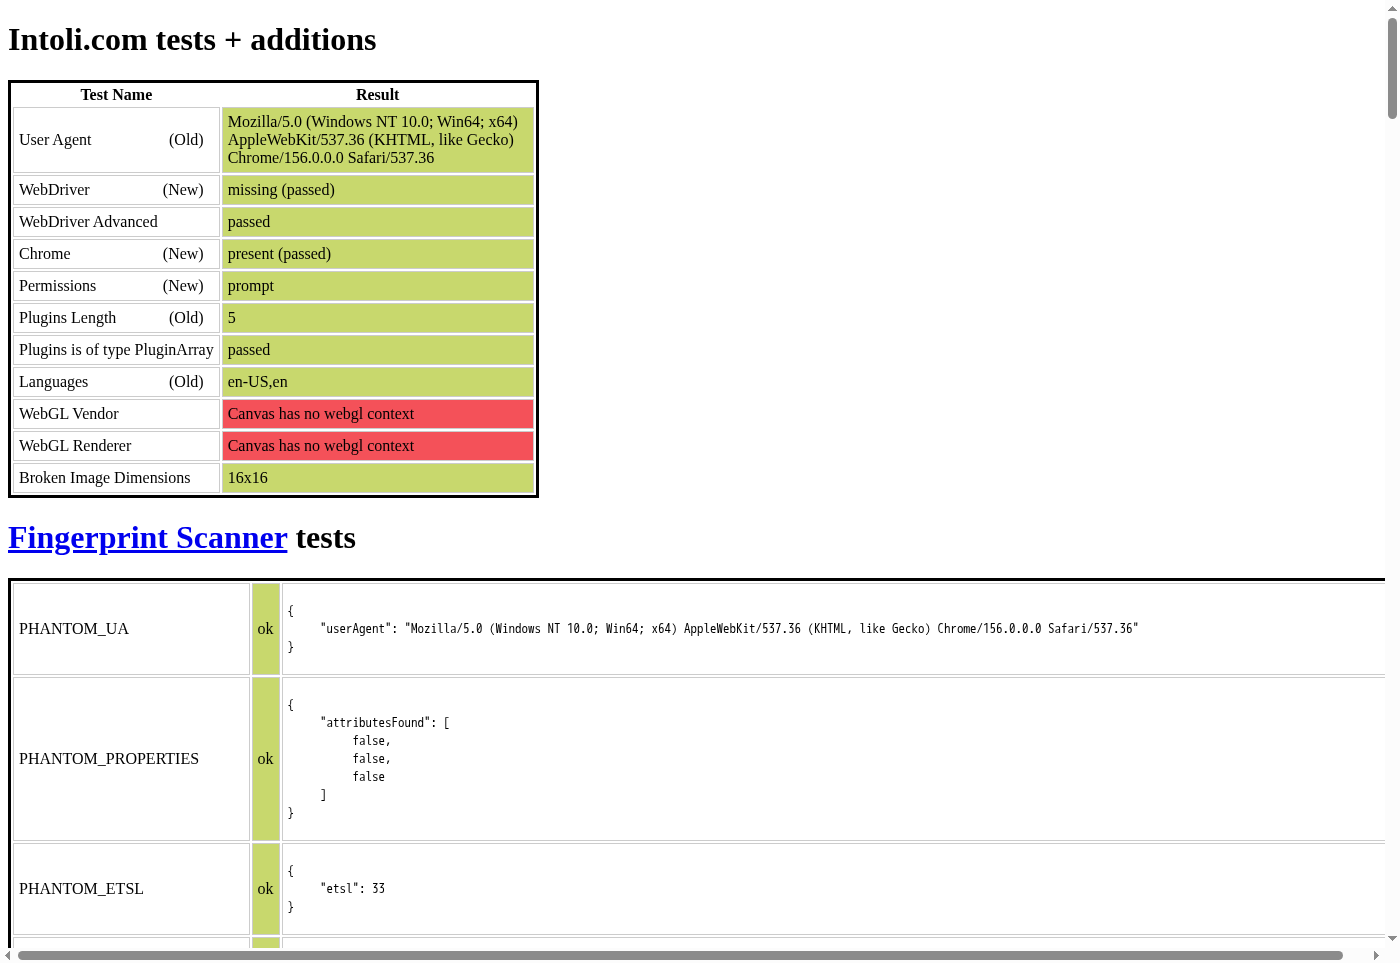 Intoli.com tests + additions
Test Name Result
User Agent (Old) Mozilla/5.0 (Windows NT 10.0; Win64; x64)
AppleWebKit/537.36 (KHTML, like Gecko)
Chrome/156.0.0.0 Safari/537.36
WebDriver (New) missing (passed)
WebDriver Advanced passed
Chrome (New) present (passed)
Permissions (New) prompt
Plugins Length (Old) 5
Plugins is of type PluginArray passed
Languages (Old) en-US,en
WebGL Vendor Canvas has no webgl context
WebGL Renderer Canvas has no webgl context
Broken Image Dimensions 16x16
Fingerprint Scanner tests
PHANTOM_UA ok {
"userAgent": "Mozilla/5.0 (Windows NT 10.0; Win64; x64) AppleWebKit/537.36 (KHTML, like Gecko) Chrome/156.0.0.0 Safari/537.36"
}
PHANTOM_PROPERTIES ok {
"attributesFound": [
false,
false,
false
]
}
PHANTOM_ETSL ok {
"etsl": 33
}